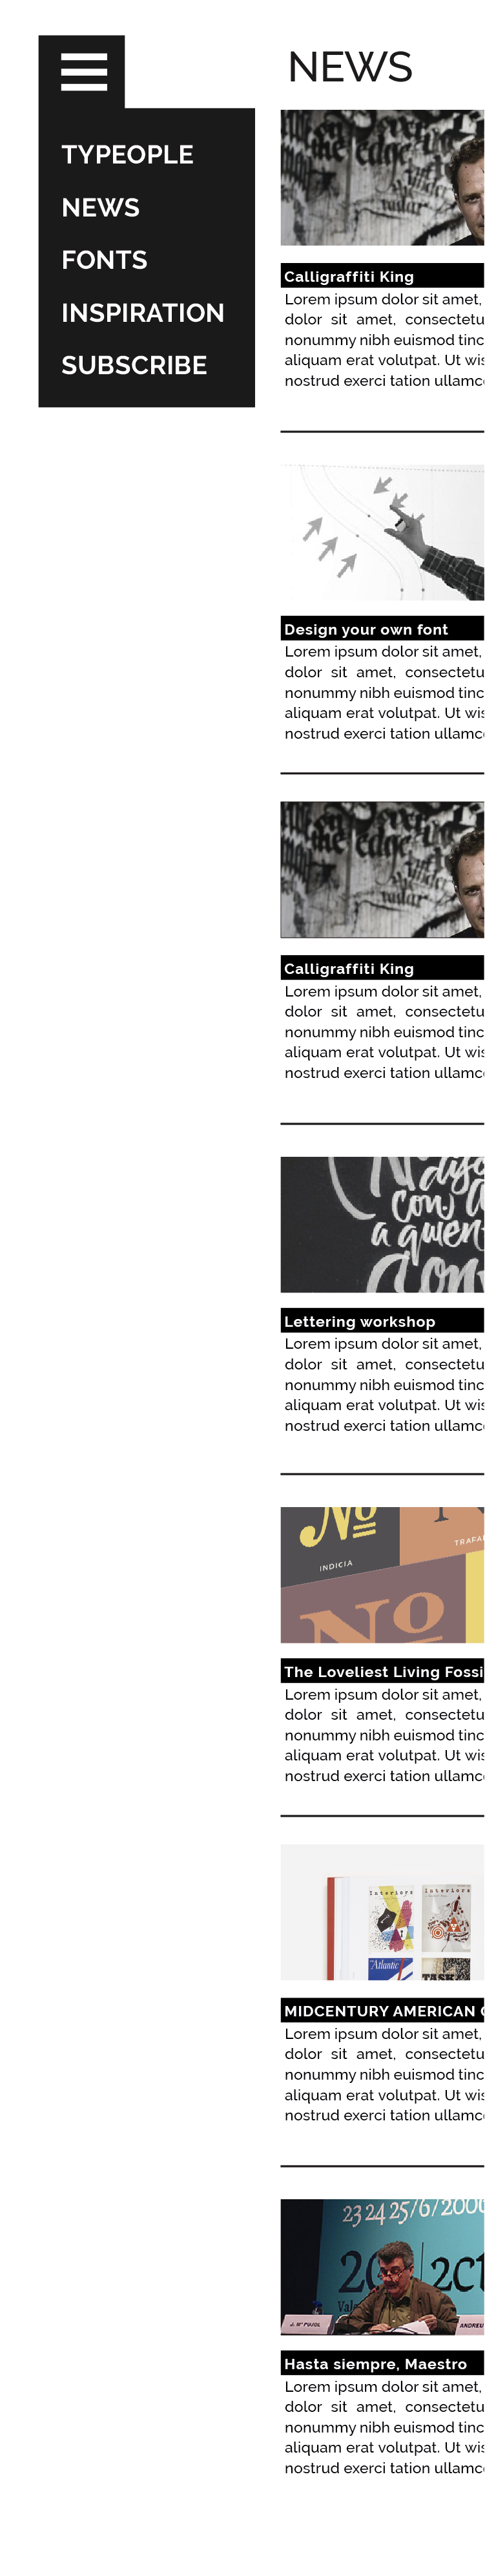 TYPEOPLE
NEWS
FONTS
INSPIRATION
SUBSCRIBE
NEWS
Calligraffiti King
Lorem ipsum dolor sit amet,
dolor sit amet, consectetu
nonummy nibh euismod tinc
aliquam erat volutpat. Ut wis
nostrud exerci tation ullamc
Design your own font
Lorem ipsum dolor sit amet,
dolor sit amet, consectetu
nonummy nibh euismod tinc
aliquam erat volutpat. Ut wis
nostrud exerci tation ullamc
Calligraffiti King
Lorem ipsum dolor sit amet,
dolor sit amet, consectetu
nonummy nibh euismod tinc
aliquam erat volutpat. Ut wis
nostrud exerci tation ullamc
con
a quien
Lettering workshop
Lorem ipsum dolor sit amet,
dolor sit amet, consectetu
nonummy nibh euismod tinc
aliquam erat volutpat. Ut wis
nostrud exerci tation ullamc
No
INDICIA
TRAFA
No
The Loveliest Living Fossi
Lorem ipsum dolor sit amet,
dolor sit amet, consectetu
nonummy nibh euismod tinc
aliquam erat volutpat. Ut wis
nostrud exerci tation ullamc
Interiors Interiors
Atlantic TASK
MIDCENTURY AMERICAN
Lorem ipsum dolor sit amet,
dolor sit amet, consectetu
nonummy nibh euismod tinc
aliquam erat volutpat. Ut wis
nostrud exerci tation ullamc
23 24 25/6/2000
J. Mª PUJOL ANDREU
Hasta siempre, Maestro
Lorem ipsum dolor sit amet,
dolor sit amet, consectetu
nonummy nibh euismod tinc
aliquam erat volutpat. Ut wis
nostrud exerci tation ullamc